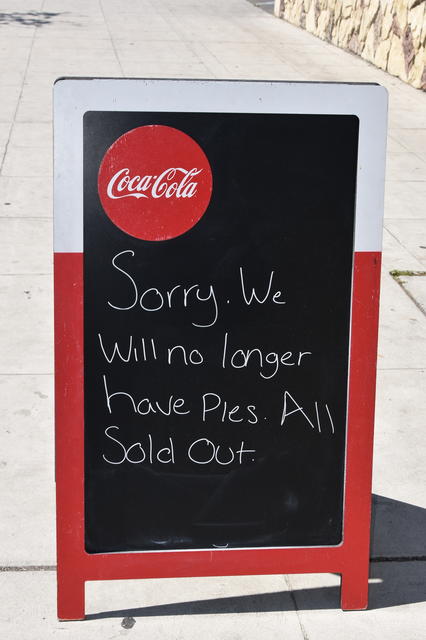 Coca-Cola
Sorry. We
Will no longer
have Pies. All
Sold Out.